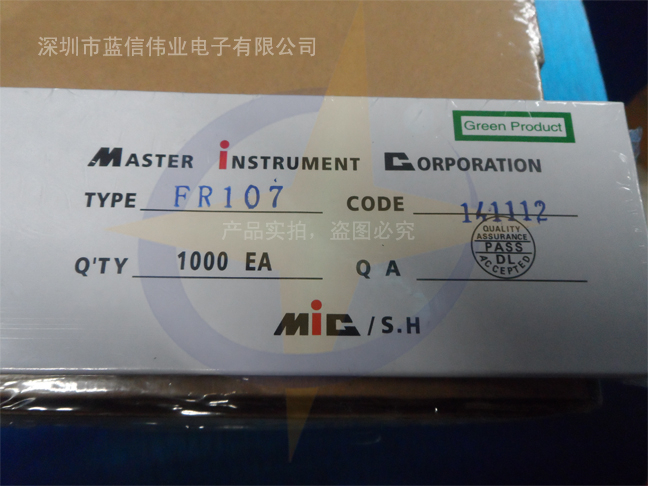 深圳市蓝信伟业电子有限公司
Green Product
MASTER INSTRUMENT CORPORATION
TYPE FR107 CODE 141112
产品实拍，盗图必究
QUALITY
ASSURANCE
PASS
DL
ACCEPTED
Q'TY 1000 EA Q A
MiC / S.H